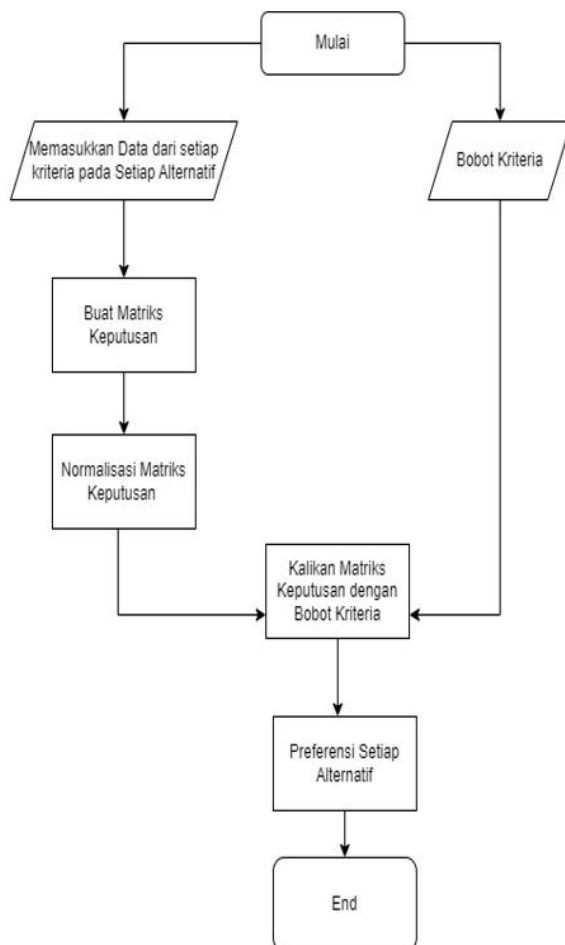 Mulai
Memasukkan Data dari setiap
kriteria pada Setiap Alternatif
Bobot Kriteria
Buat Matriks
Keputusan
Normalisasi Matriks
Keputusan
Kalikan Matriks
Keputusan dengan
Bobot Kriteria
Preferensi Setiap
Alternatif
End